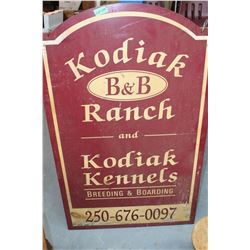 Kodiak
B&B
Ranch
and
Kodiak
Kennels
BREEDING & BOARDING
250-676-0097